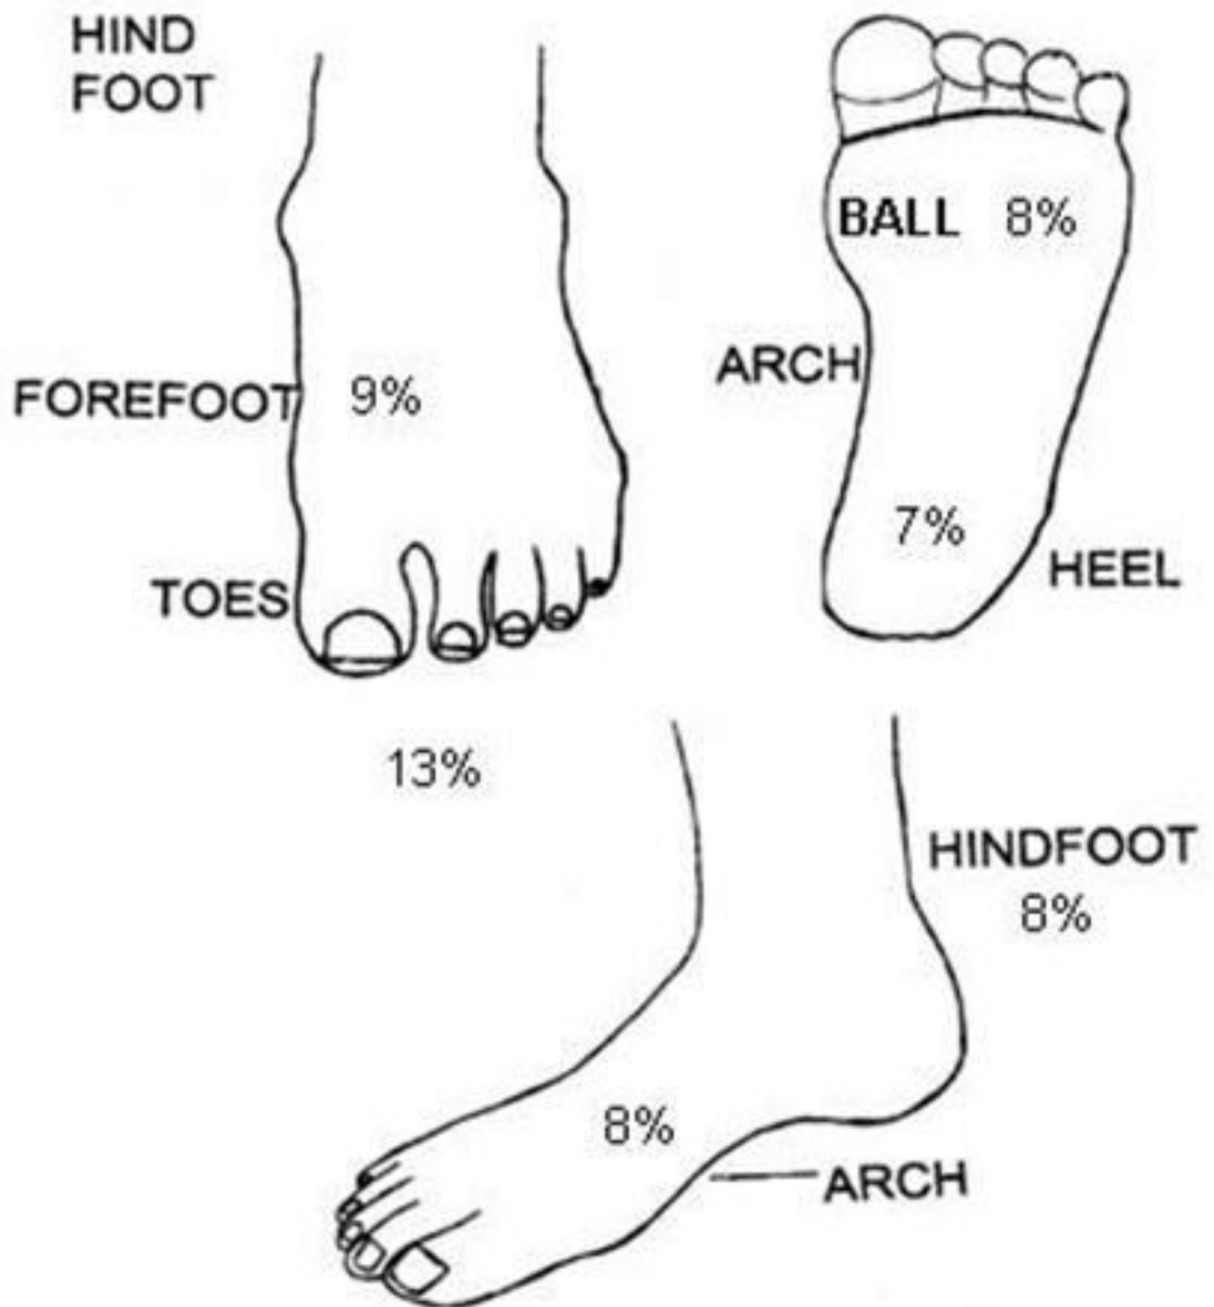 HIND
FOOT
FOREFOOT 9%
TOES
13%
BALL 8%
ARCH
7%
HEEL
HINDFOOT
8%
8%
ARCH